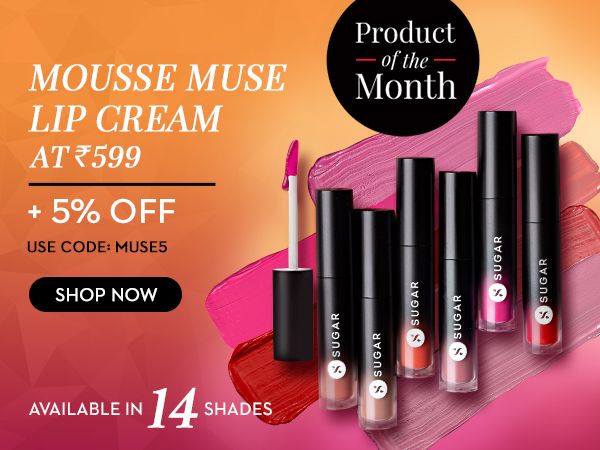 Product
of the
Month
MOUSSE MUSE
LIP CREAM
AT ₹599
+ 5% OFF
USE CODE: MUSE5
SHOP NOW
AVAILABLE IN 14 SHADES
SUGAR
SUGAR
SUGAR
SUGAR
SUGAR
SUGAR